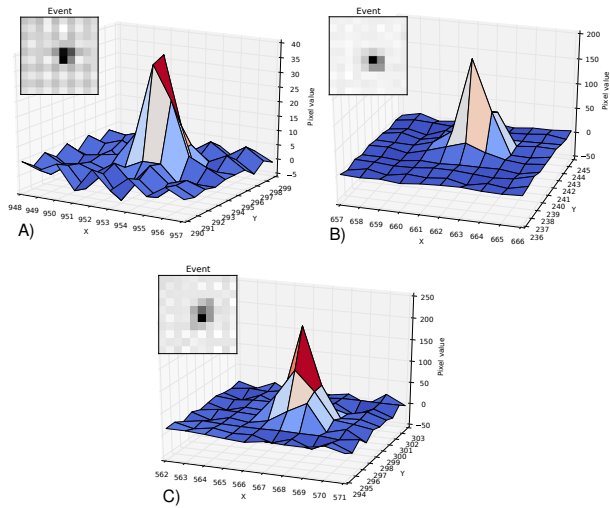 Event
40
35
30
25
20
15
10
5
0
−5
Pixel value
948 949 950 951 952 953 954 955 956 957
X
290 291 292 293 294 295 296 297 298 299
Y
A)
Event
200
150
100
50
0
−50
Pixel value
657 658 659 660 661 662 663 664 665 666
X
236 237 238 239 240 241 242 243 244 245
Y
B)
Event
250
200
150
100
50
0
−50
Pixel value
562 563 564 565 566 567 568 569 570 571
X
294 295 296 297 298 299 300 301 302 303
Y
C)